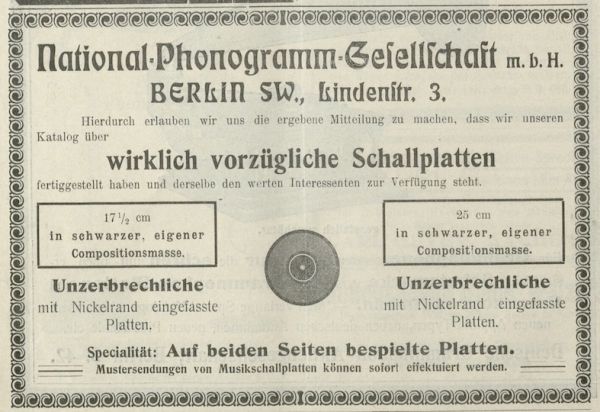 National-Phonogramm-Gesellschaft m. b. H.
BERLIN SW., Lindenstr. 3.
Hierdurch erlauben wir uns die ergebene Mitteilung zu machen, dass wir unseren
Katalog über
wirklich vorzügliche Schallplatten
fertiggestellt haben und derselbe den werten Interessenten zur Verfügung steht.
17 1/2 cm
in schwarzer, eigener
Compositionsmasse.
Unzerbrechliche
mit Nickelrand eingefasste
Platten.
25 cm
in schwarzer, eigener
Compositionsmasse.
Unzerbrechliche
mit Nickelrand eingefasste
Platten.
Specialität: Auf beiden Seiten bespielte Platten.
Mustersendungen von Musikschallplatten können sofort effektuiert werden.